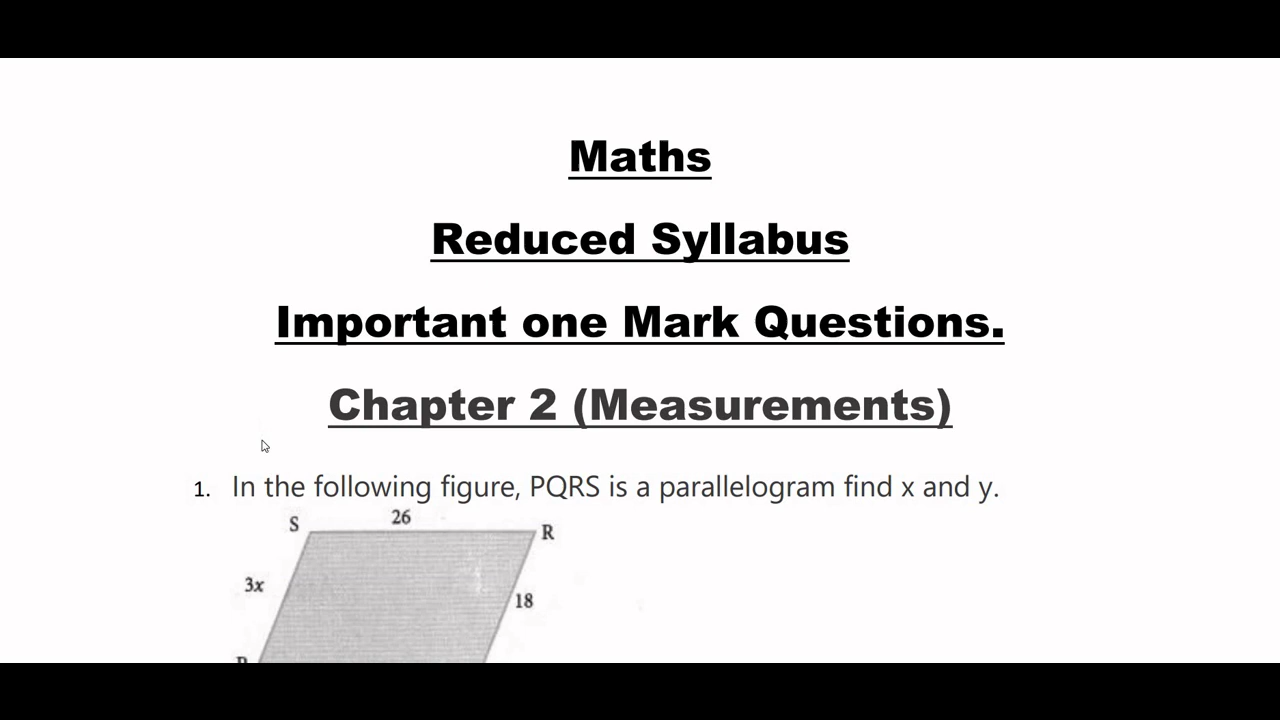 Maths
Reduced Syllabus
Important one Mark Questions.
Chapter 2 (Measurements)
1. In the following figure, PQRS is a parallelogram find x and y.
S 26 R
3x
18